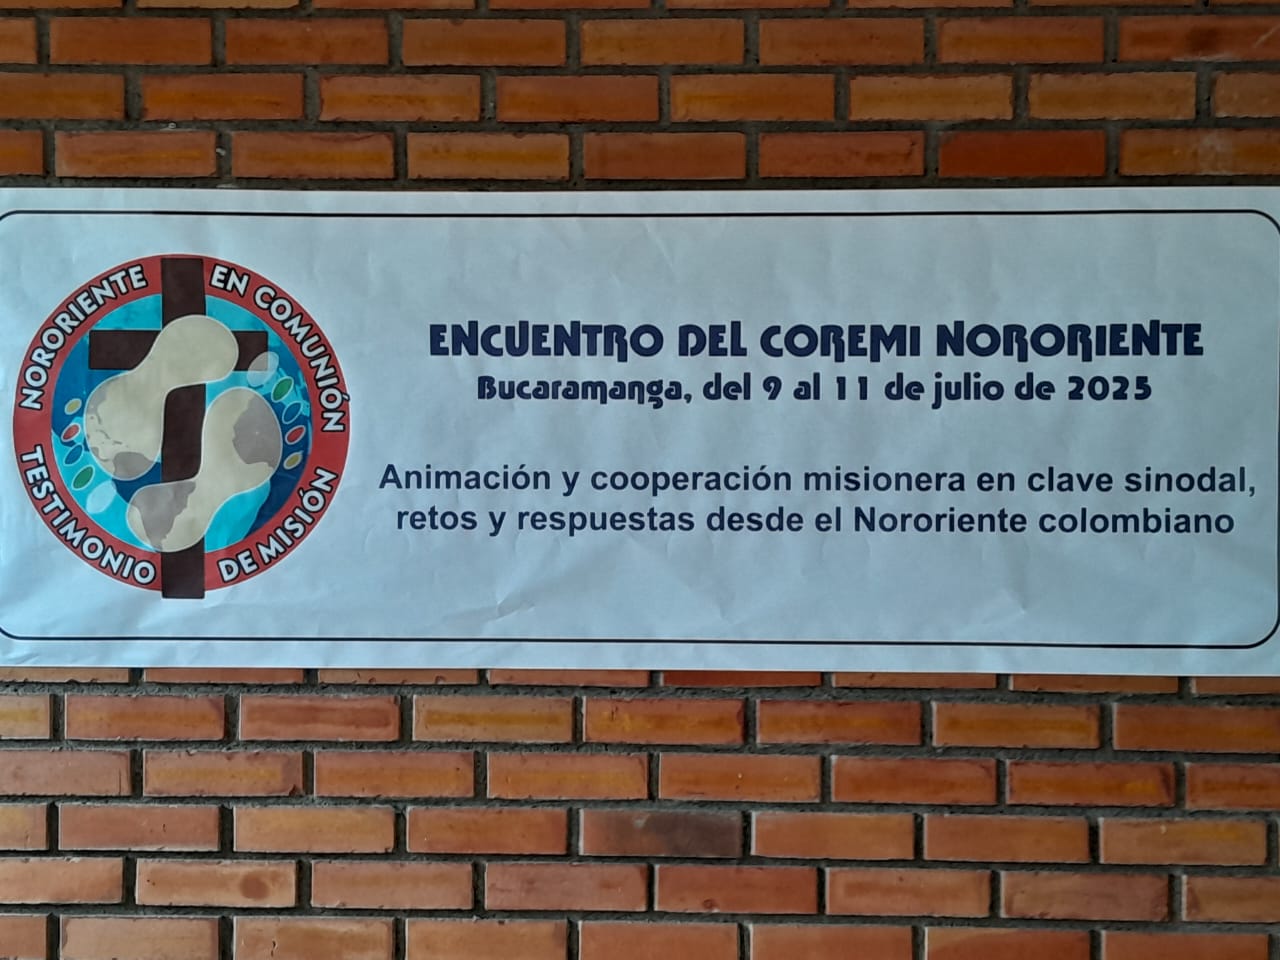 NORORIENTE EN COMUNIÓN
TESTIMONIO DE MISIÓN
ENCUENTRO DEL COREMI NORORIENTE
Bucaramanga, del 9 al 11 de julio de 2025
Animación y cooperación misionera en clave sinodal,
retos y respuestas desde el Nororiente colombiano